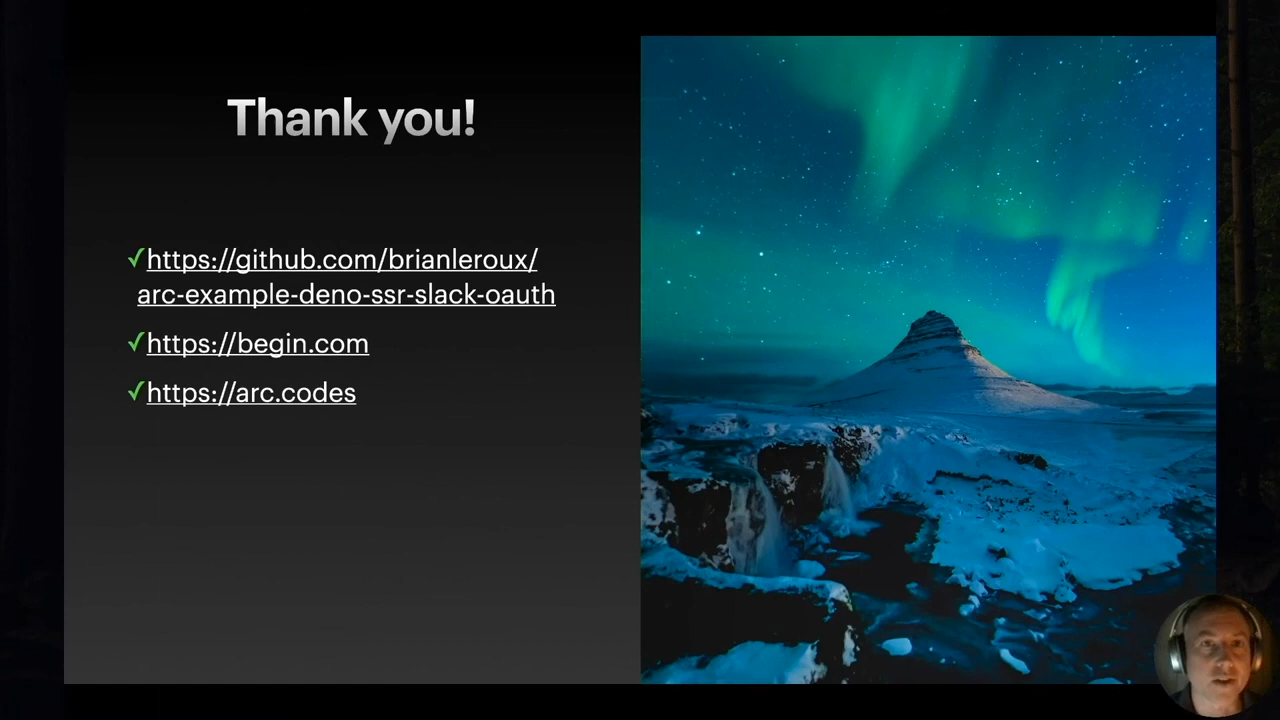 Thank you!
✓https://github.com/brianleroux/
arc-example-deno-ssr-slack-oauth
✓https://begin.com
✓https://arc.codes